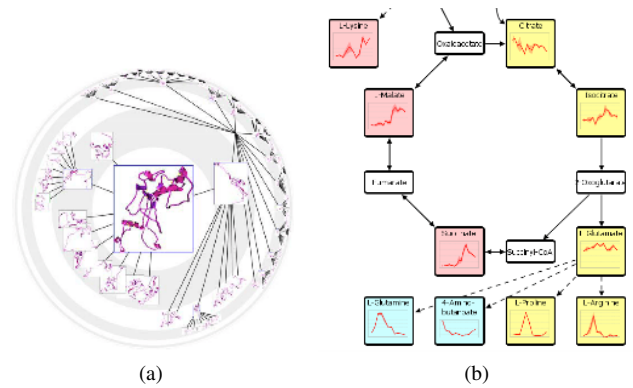 L-Lysine
Oxaloacetate
Citrate
L-Malate
Isocitrate
Fumarate
2-Oxoglutarate
Succinate
Succinyl-CoA
L-Glutamate
L-Glutamine
4-Amino-
butanoate
L-Proline
L-Arginine
(a)
(b)